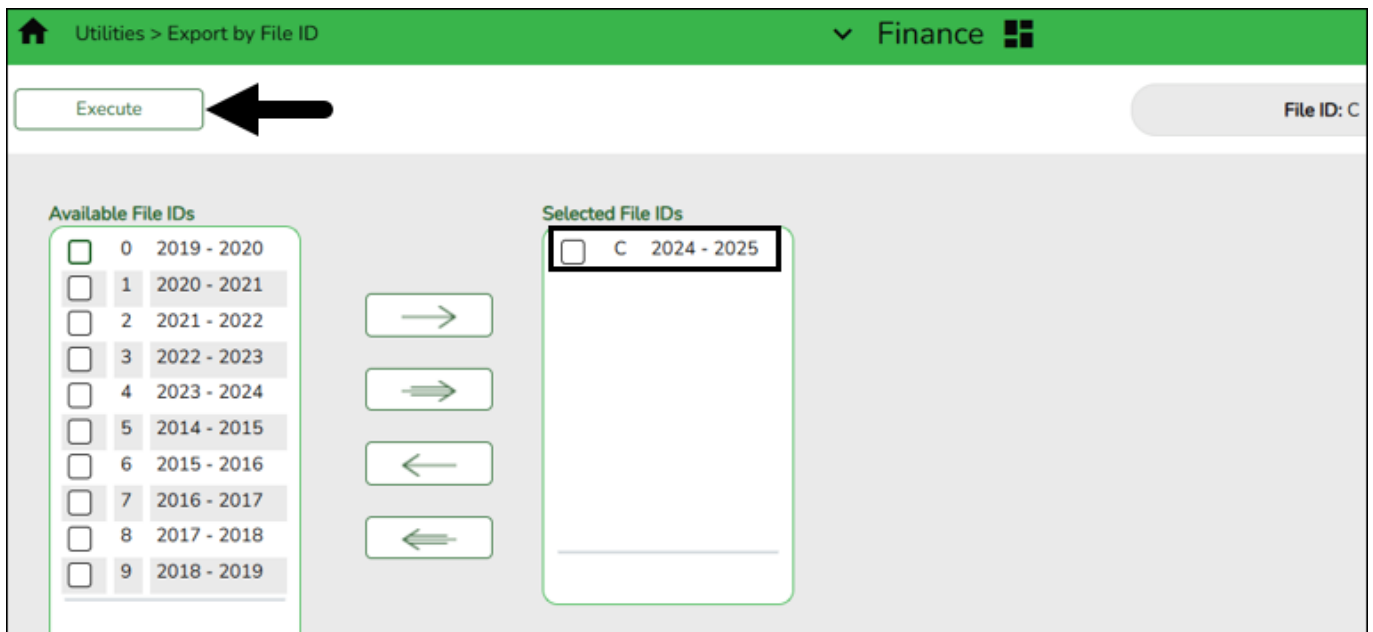 Utilities > Export by File ID
Finance
Execute
File ID: C
Available File IDs
0 2019 - 2020
1 2020 - 2021
2 2021 - 2022
3 2022 - 2023
4 2023 - 2024
5 2014 - 2015
6 2015 - 2016
7 2016 - 2017
8 2017 - 2018
9 2018 - 2019
Selected File IDs
C 2024 - 2025